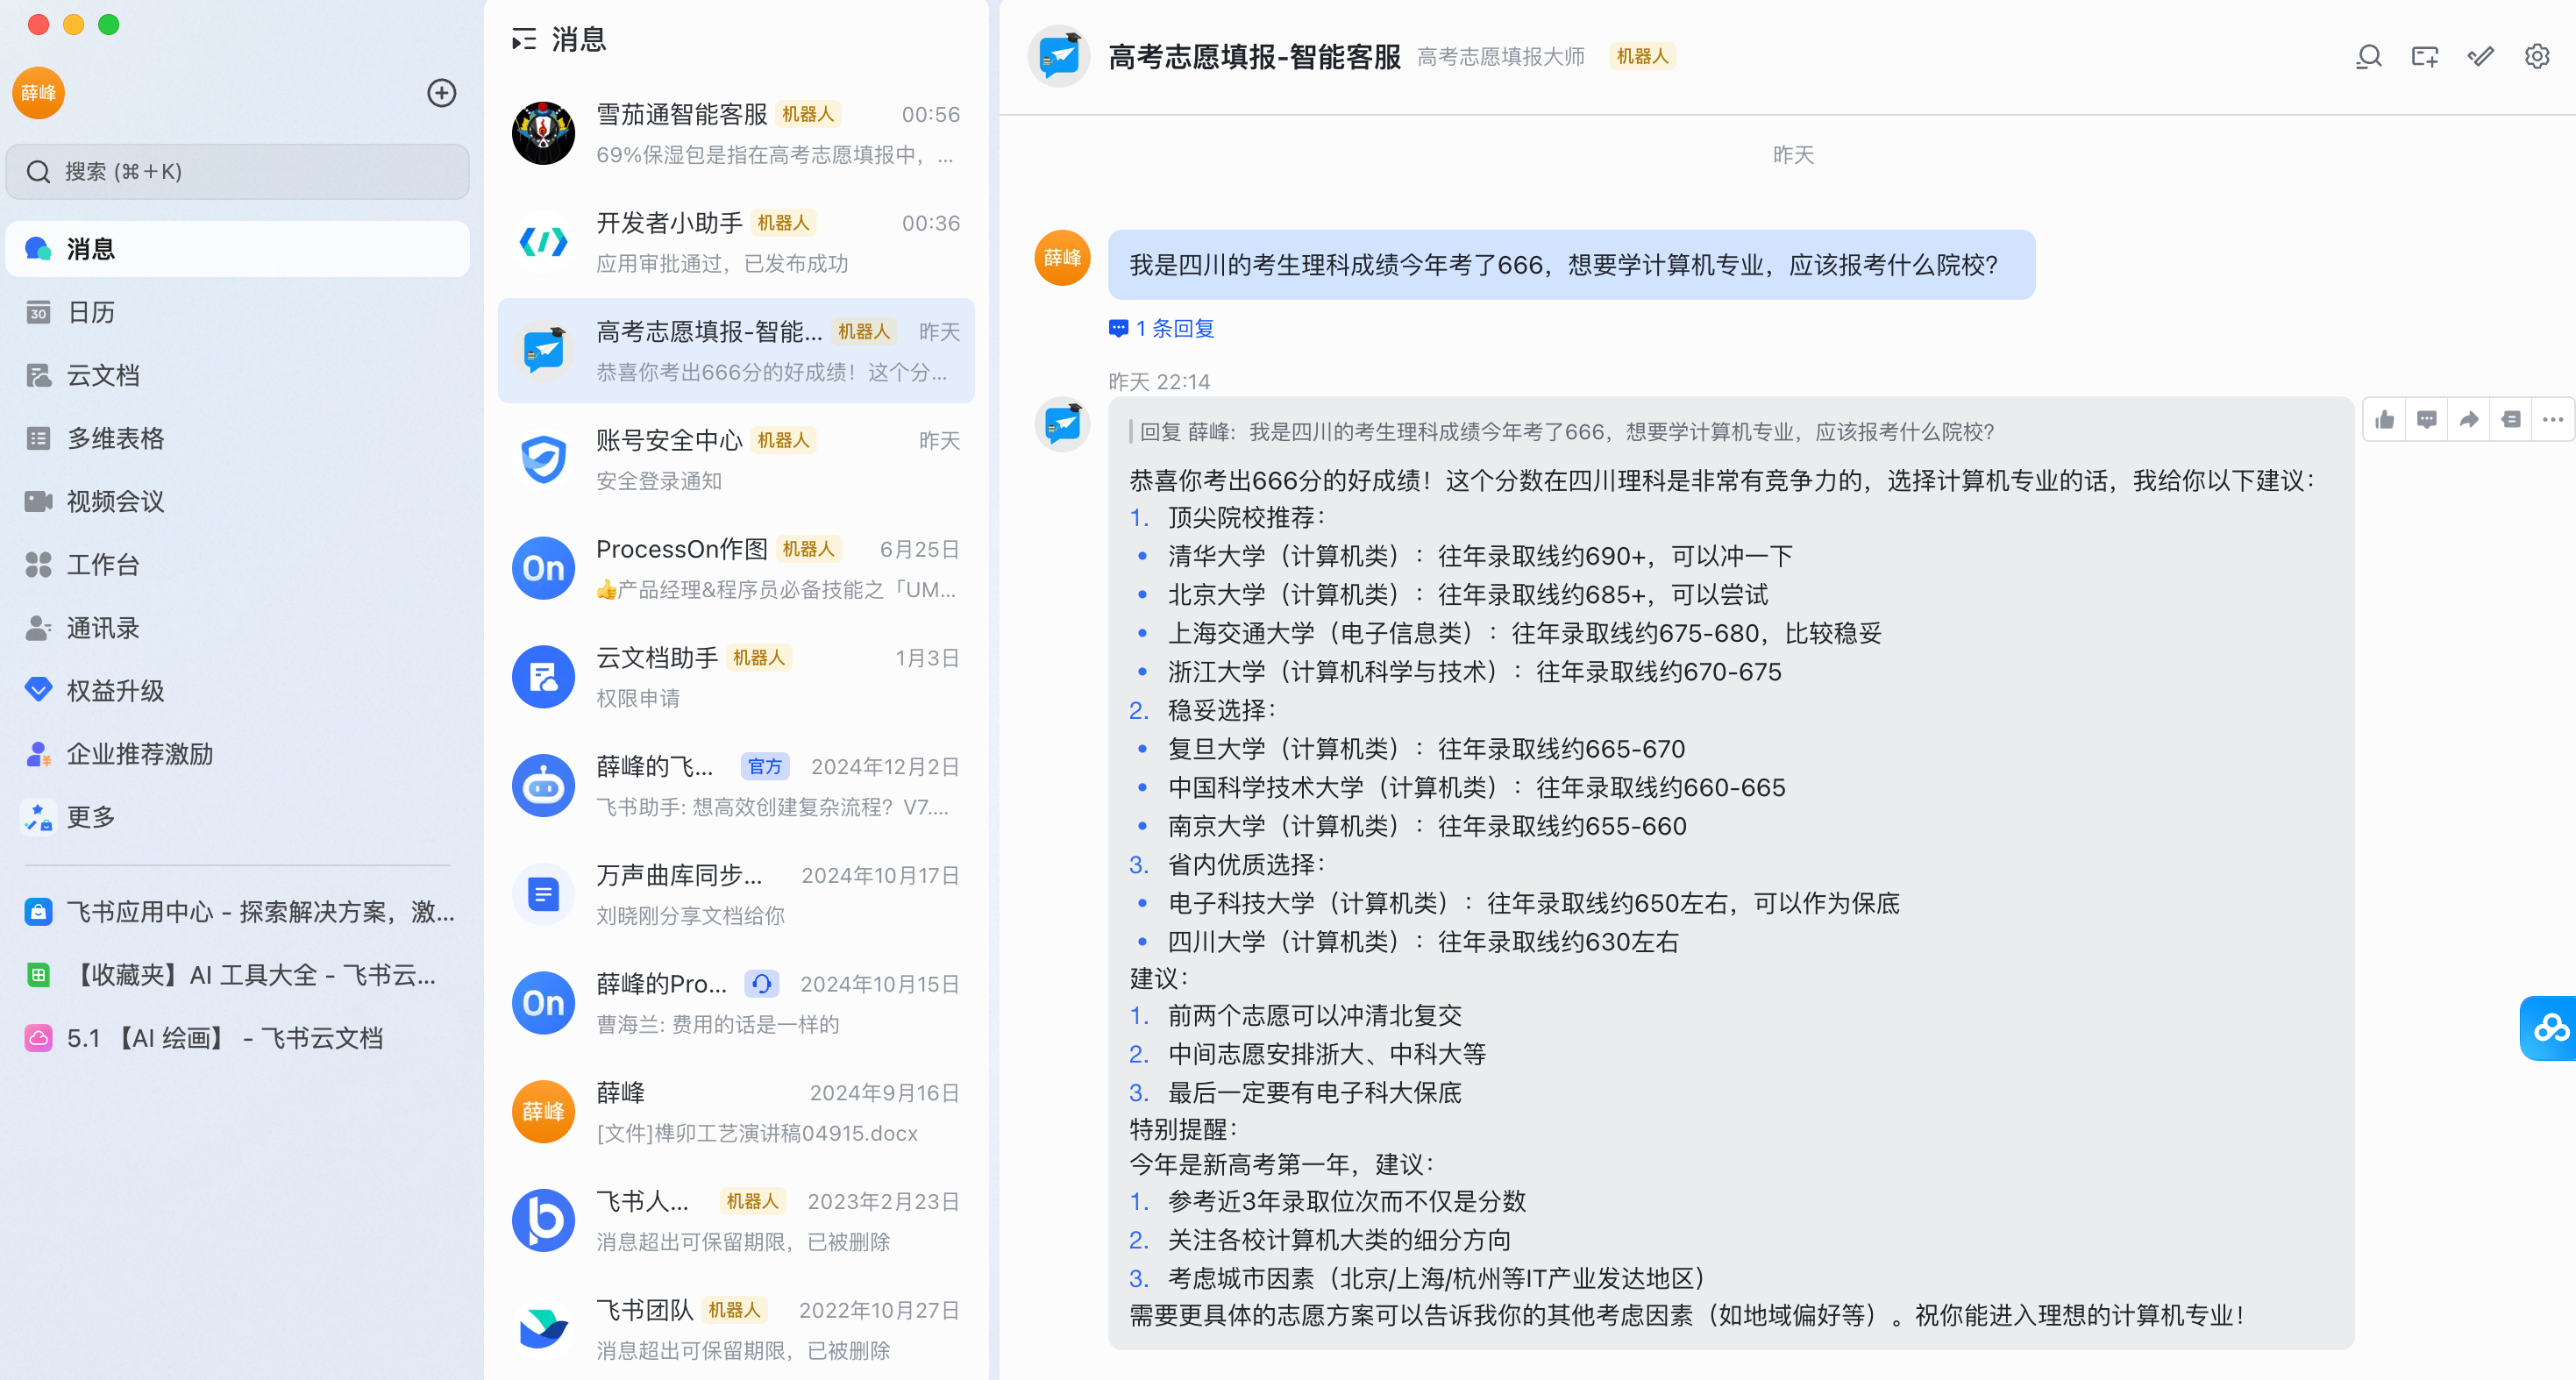 薛峰
搜索 (⌘+K)
消息
30
日历
云文档
多维表格
视频会议
工作台
通讯录
权益升级
企业推荐激励
更多
飞书应用中心 - 探索解决方案，激...
【收藏夹】AI 工具大全 - 飞书云...
5.1 【AI 绘画】 - 飞书云文档
消息
雪茄通智能客服 机器人 00:56
69%保湿包是指在高考志愿填报中，...
开发者小助手 机器人 00:36
应用审批通过，已发布成功
高考志愿填报-智能... 机器人 昨天
恭喜你考出666分的好成绩！这个分...
账号安全中心 机器人 昨天
安全登录通知
On
ProcessOn作图 机器人 6月25日
👍产品经理&程序员必备技能之「UM...
云文档助手 机器人 1月3日
权限申请
薛峰的飞... 官方 2024年12月2日
飞书助手: 想高效创建复杂流程？V7....
万声曲库同步... 2024年10月17日
刘晓刚分享文档给你
On
薛峰的Pro... 2024年10月15日
曹海兰: 费用的话是一样的
薛峰
薛峰 2024年9月16日
[文件]榫卯工艺演讲稿04915.docx
飞书人... 机器人 2023年2月23日
消息超出可保留期限，已被删除
飞书团队 机器人 2022年10月27日
消息超出可保留期限，已被删除
高考志愿填报-智能客服 高考志愿填报大师 机器人
昨天
薛峰
我是四川的考生理科成绩今年考了666，想要学计算机专业，应该报考什么院校？
1 条回复
昨天 22:14
回复 薛峰：我是四川的考生理科成绩今年考了666，想要学计算机专业，应该报考什么院校？
恭喜你考出666分的好成绩！这个分数在四川理科是非常有竞争力的，选择计算机专业的话，我给你以下建议：
1. 顶尖院校推荐：
• 清华大学（计算机类）：往年录取线约690+，可以冲一下
• 北京大学（计算机类）：往年录取线约685+，可以尝试
• 上海交通大学（电子信息类）：往年录取线约675-680，比较稳妥
• 浙江大学（计算机科学与技术）：往年录取线约670-675
2. 稳妥选择：
• 复旦大学（计算机类）：往年录取线约665-670
• 中国科学技术大学（计算机类）：往年录取线约660-665
• 南京大学（计算机类）：往年录取线约655-660
3. 省内优质选择：
• 电子科技大学（计算机类）：往年录取线约650左右，可以作为保底
• 四川大学（计算机类）：往年录取线约630左右
建议：
1. 前两个志愿可以冲清北复交
2. 中间志愿安排浙大、中科大等
3. 最后一定要有电子科大保底
特别提醒：
今年是新高考第一年，建议：
1. 参考近3年录取位次而不仅是分数
2. 关注各校计算机大类的细分方向
3. 考虑城市因素（北京/上海/杭州等IT产业发达地区）
需要更具体的志愿方案可以告诉我你的其他考虑因素（如地域偏好等）。祝你能进入理想的计算机专业！